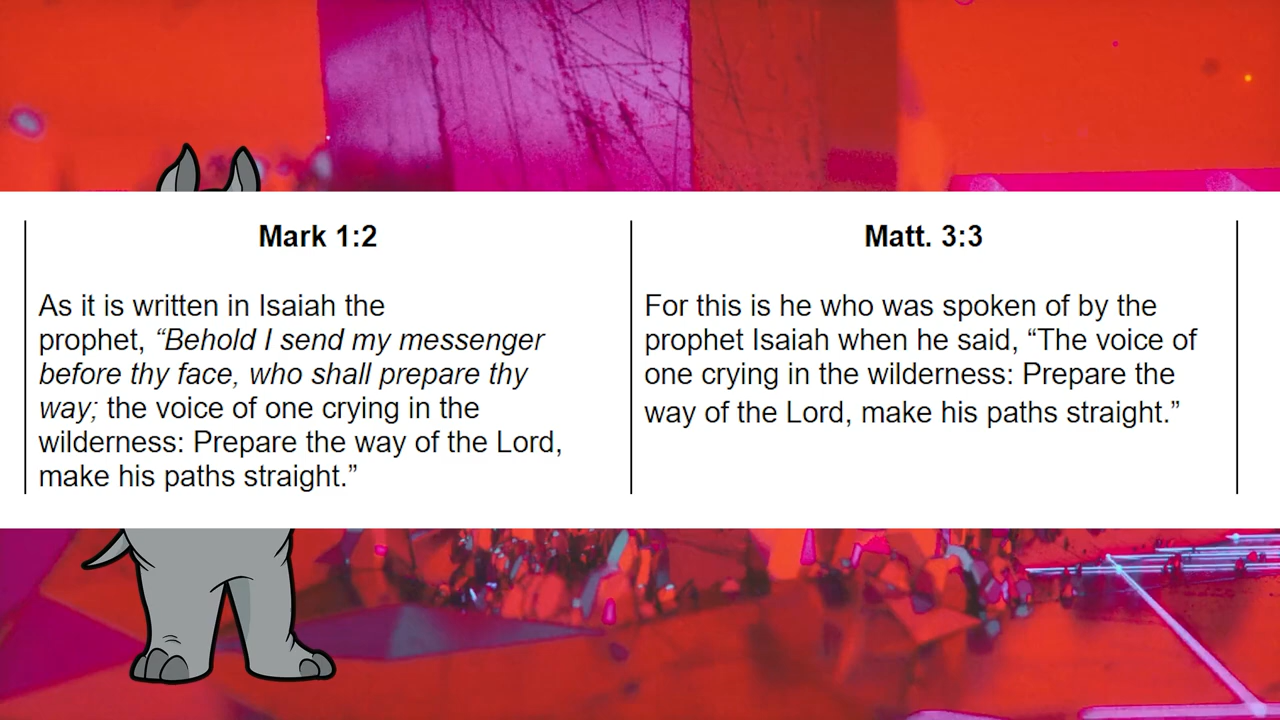 Mark 1:2
As it is written in Isaiah the
prophet, “Behold I send my messenger
before thy face, who shall prepare thy
way; the voice of one crying in the
wilderness: Prepare the way of the Lord,
make his paths straight.”
Matt. 3:3
For this is he who was spoken of by the
prophet Isaiah when he said, “The voice of
one crying in the wilderness: Prepare the
way of the Lord, make his paths straight.”